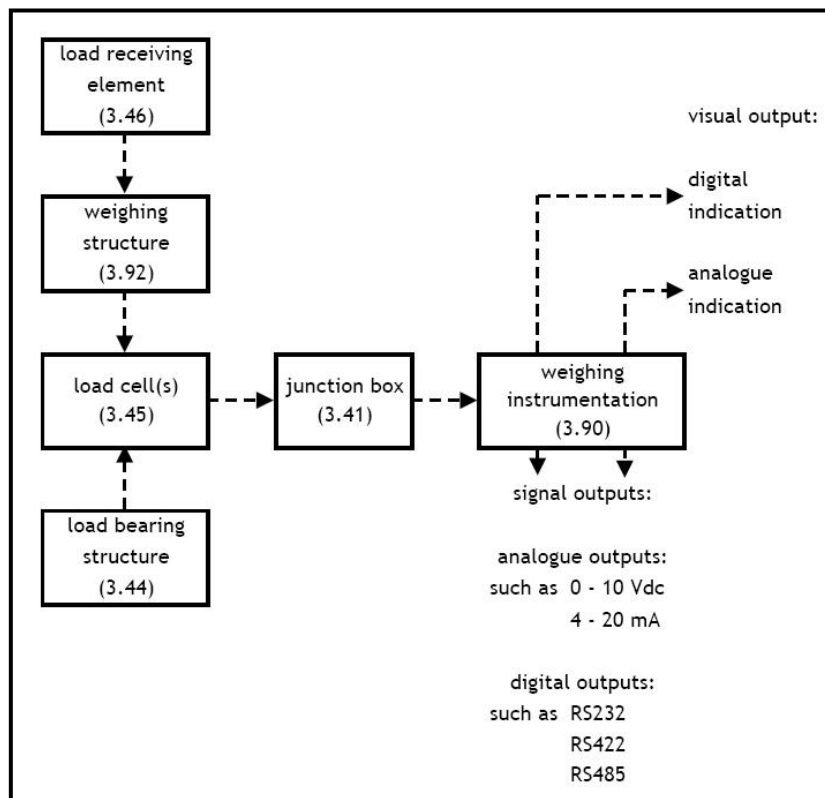 load receiving
element
(3.46)
weighing
structure
(3.92)
load cell(s)
(3.45)
load bearing
structure
(3.44)
junction box
(3.41)
weighing
instrumentation
(3.90)
visual output:
digital
indication
analogue
indication
signal outputs:
analogue outputs:
such as 0 - 10 Vdc
4 - 20 mA
digital outputs:
such as RS232
RS422
RS485